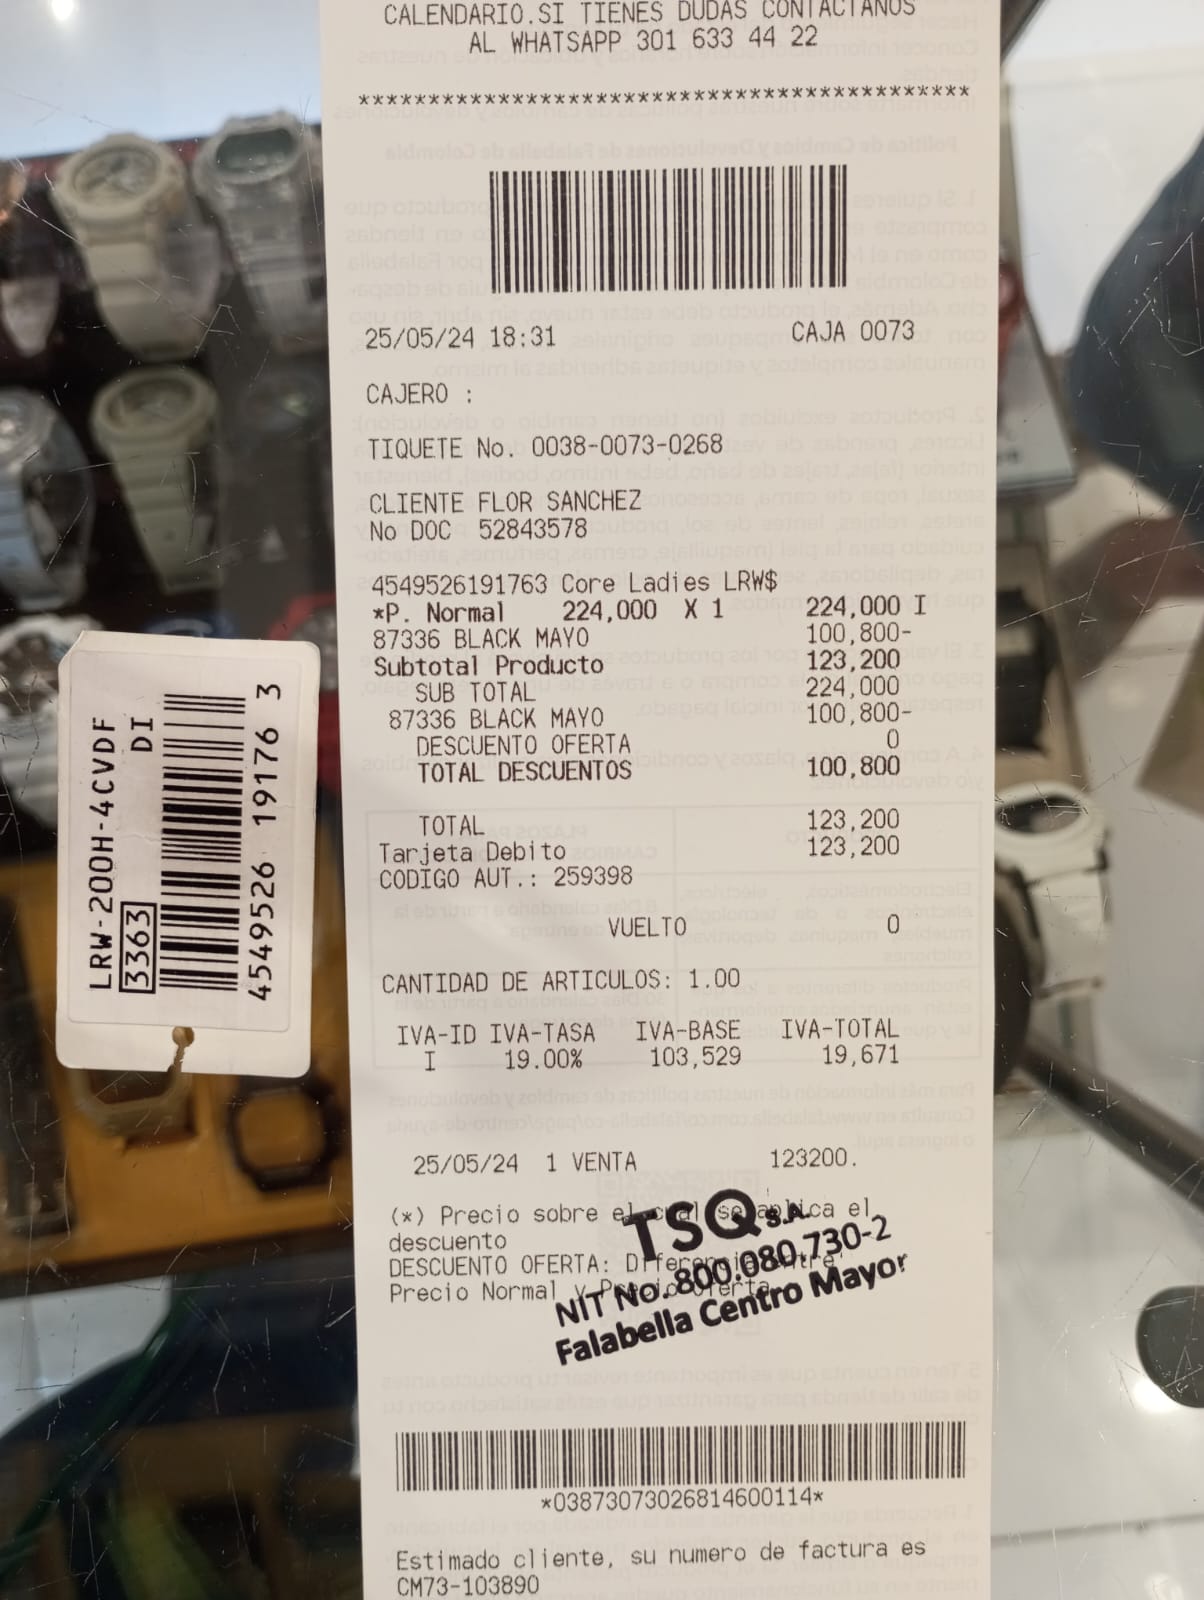 CALENDARIO.SI TIENES DUDAS CONTACTANOS
AL WHATSAPP 301 633 44 22
********************************************
25/05/24 18:31 CAJA 0073
CAJERO :
TIQUETE No. 0038-0073-0268
CLIENTE FLOR SANCHEZ
No DOC 52843578
4549526191763 Core Ladies LRW$
*P. Normal 224,000 X 1 224,000 I
87336 BLACK MAYO 100,800-
Subtotal Producto 123,200
SUB TOTAL 224,000
87336 BLACK MAYO 100,800-
DESCUENTO OFERTA 0
TOTAL DESCUENTOS 100,800
TOTAL 123,200
Tarjeta Debito 123,200
CODIGO AUT.: 259398
VUELTO 0
CANTIDAD DE ARTICULOS: 1.00
IVA-ID IVA-TASA IVA-BASE IVA-TOTAL
I 19.00% 103,529 19,671
25/05/24 1 VENTA 123200.
(*) Precio sobre el cual se aplica el
descuento
DESCUENTO OFERTA: Diferencia entre
Precio Normal y Precio Oferta
TSQ S.A.
NIT No. 800.080.730-2
Falabella Centro Mayor
*03873073026814600114*
Estimado cliente, su numero de factura es
CM73-103890
LRW-200H-4CVDF
DI
3363
4549526 19176 3